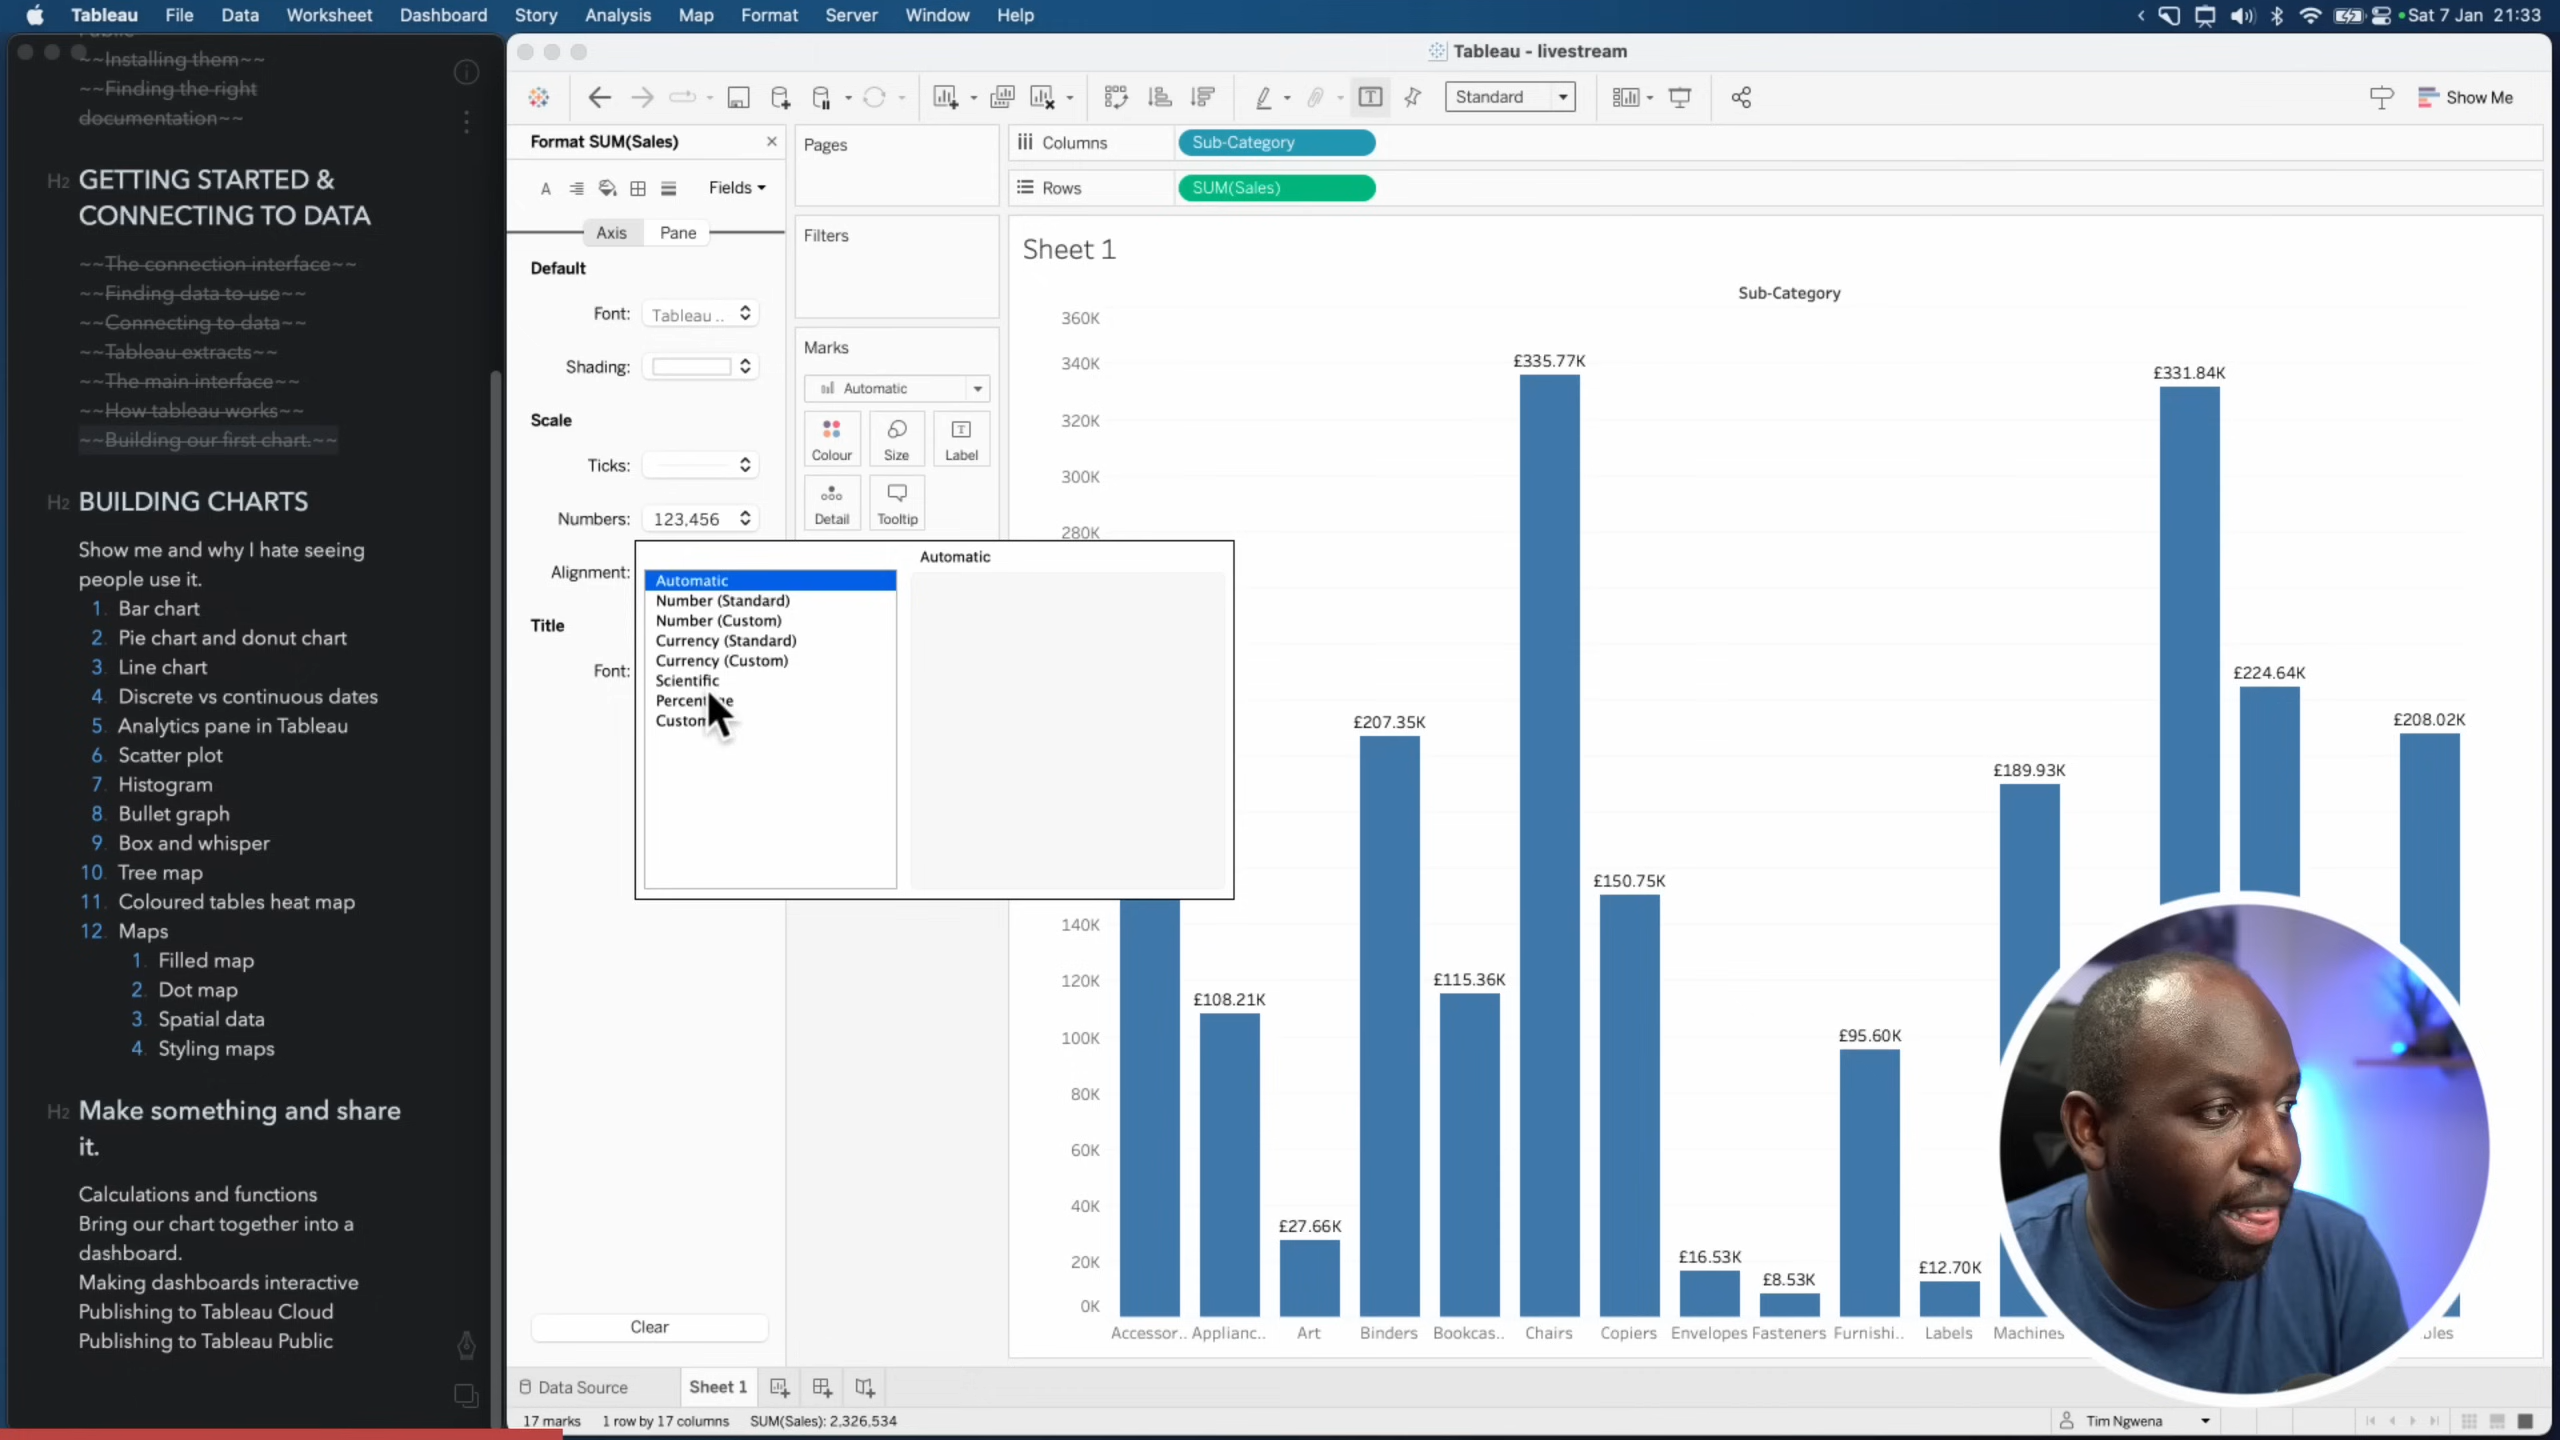 Tableau File Data Worksheet Dashboard Story Analysis Map Format Server Window Help Sat 7 Jan 21:33
~~Installing them~~
~~Finding the right
documentation~~
H2 GETTING STARTED &
CONNECTING TO DATA
~~The connection interface~~
~~Finding data to use~~
~~Connecting to data~~
~~Tableau extracts~~
~~The main interface~~
~~How tableau works~~
~~Building our first chart.~~
H2 BUILDING CHARTS
Show me and why I hate seeing
people use it.
1. Bar chart
2. Pie chart and donut chart
3. Line chart
4. Discrete vs continuous dates
5. Analytics pane in Tableau
6. Scatter plot
7. Histogram
8. Bullet graph
9. Box and whisper
10. Tree map
11. Coloured tables heat map
12. Maps
1. Filled map
2. Dot map
3. Spatial data
4. Styling maps
H2 Make something and share
it.
Calculations and functions
Bring our chart together into a
dashboard.
Making dashboards interactive
Publishing to Tableau Cloud
Publishing to Tableau Public
Tableau - livestream
Standard
Show Me
Format SUM(Sales)
Fields
Axis Pane
Default
Font: Tableau ..
Shading:
Scale
Ticks:
Numbers: 123,456
Alignment:
Title
Font:
Clear
Automatic
Automatic
Number (Standard)
Number (Custom)
Currency (Standard)
Currency (Custom)
Scientific
Percentage
Custom
Pages
Filters
Marks
Automatic
Colour Size Label
Detail Tooltip
Columns Sub-Category
Rows SUM(Sales)
Sheet 1
Sub-Category
360K
340K
320K
300K
280K
140K
120K
100K
80K
60K
40K
20K
0K
£108.21K
£27.66K
£207.35K
£115.36K
£335.77K
£150.75K
£16.53K
£8.53K
£95.60K
£12.70K
£189.93K
£331.84K
£224.64K
£208.02K
Accessor.. Applianc.. Art Binders Bookcas.. Chairs Copiers Envelopes Fasteners Furnishi.. Labels Machines
Data Source Sheet 1
17 marks 1 row by 17 columns SUM(Sales): 2,326,534
Tim Ngwena